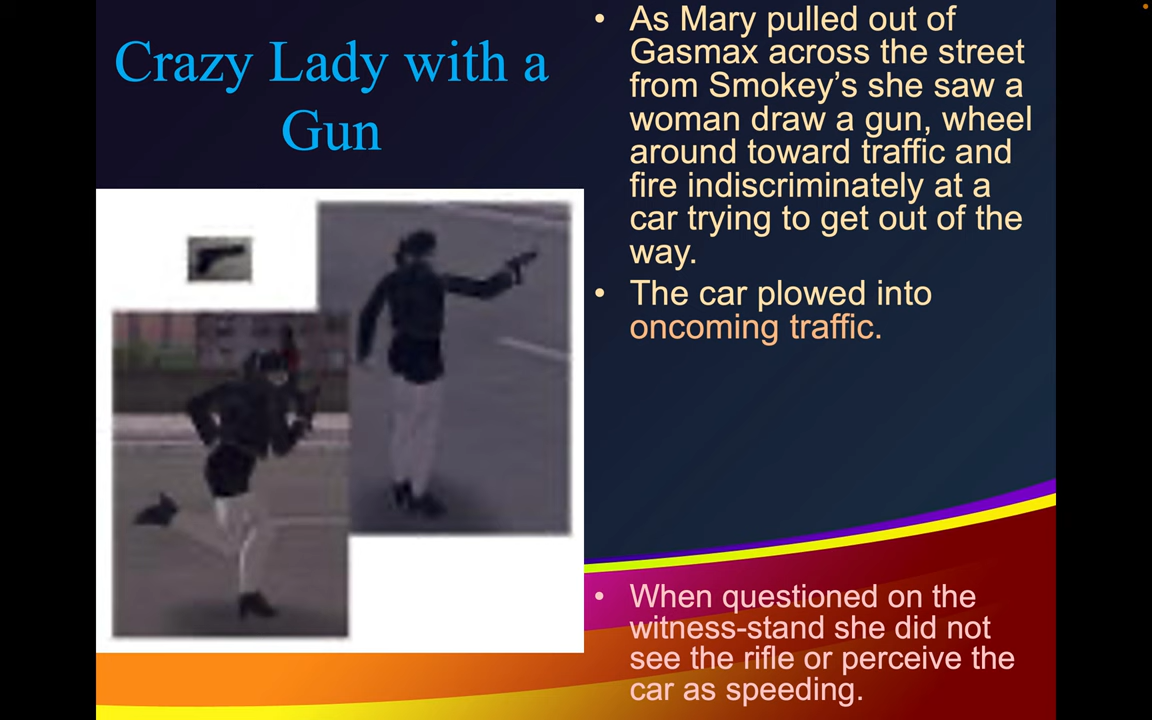 Crazy Lady with a
Gun
• As Mary pulled out of
Gasmax across the street
from Smokey’s she saw a
woman draw a gun, wheel
around toward traffic and
fire indiscriminately at a
car trying to get out of the
way.
• The car plowed into
oncoming traffic.
• When questioned on the
witness-stand she did not
see the rifle or perceive the
car as speeding.